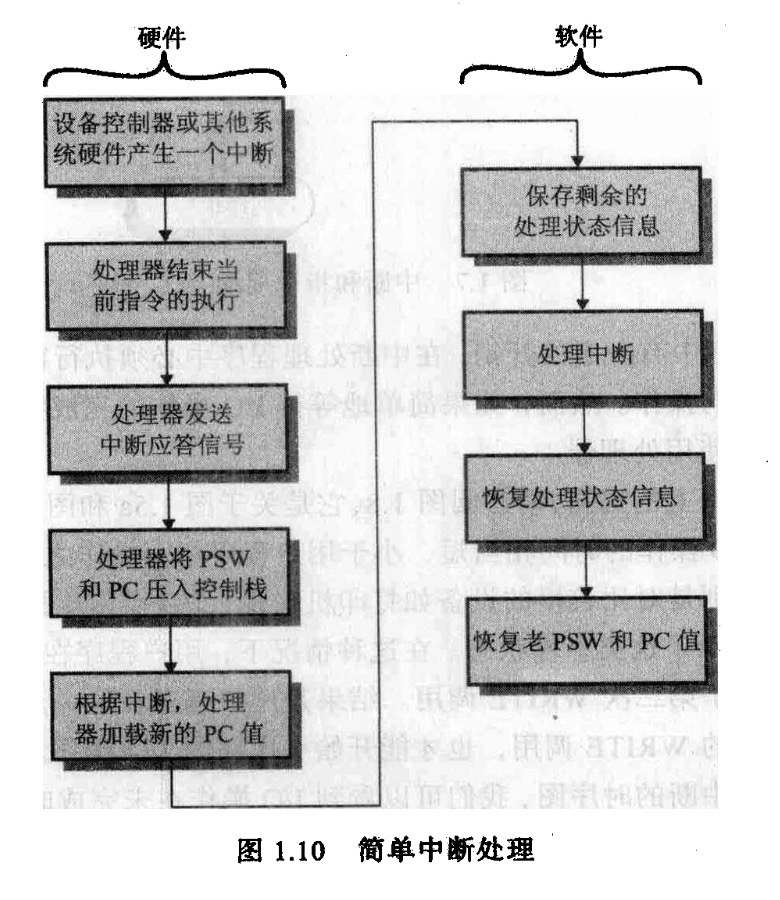 硬件
软件
设备控制器或其他系
统硬件产生一个中断
处理器结束当
前指令的执行
处理器发送
中断应答信号
处理器将 PSW
和 PC 压入控制栈
根据中断，处理
器加载新的 PC 值
保存剩余的
处理状态信息
处理中断
恢复处理状态信息
恢复老 PSW 和 PC 值
图 1.10 简单中断处理